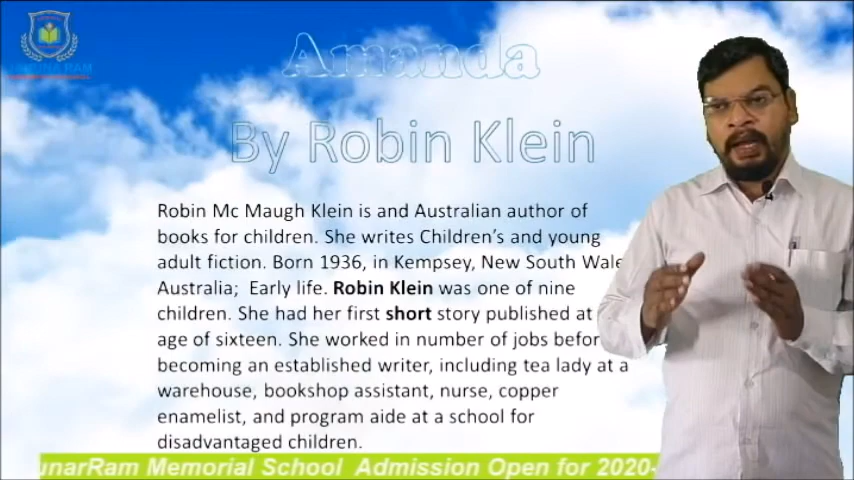 Amanda
By Robin Klein
Robin Mc Maugh Klein is and Australian author of
books for children. She writes Children's and young
adult fiction. Born 1936, in Kempsey, New South Wale
Australia;  Early life. Robin Klein was one of nine
children. She had her first short story published at
age of sixteen. She worked in number of jobs befor
becoming an established writer, including tea lady at a
warehouse, bookshop assistant, nurse, copper
enamelist, and program aide at a school for
disadvantaged children.
unarRam Memorial School  Admission Open for 2020-